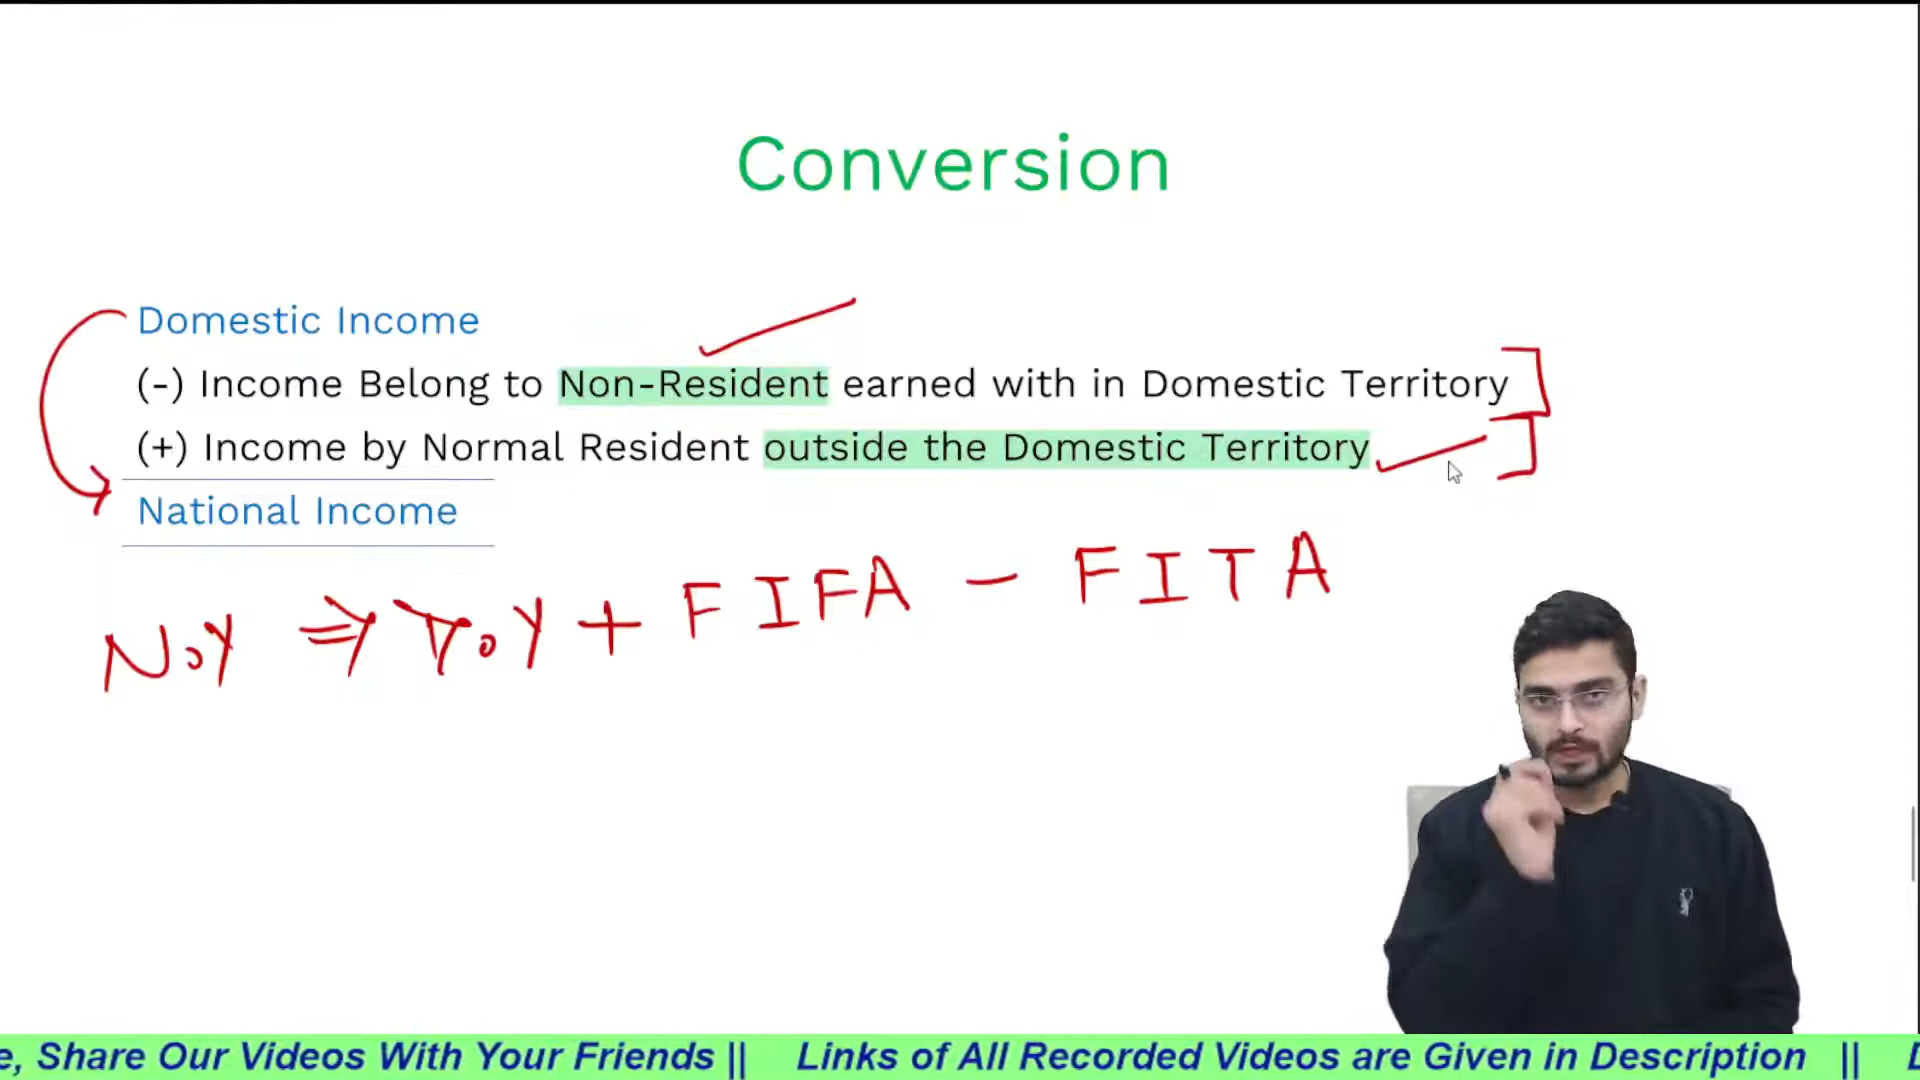 Conversion
Domestic Income
(-) Income Belong to Non-Resident earned with in Domestic Territory
(+) Income by Normal Resident outside the Domestic Territory
National Income
N.Y ⇒ D.Y + FIFA - FITA
e, Share Our Videos With Your Friends || Links of All Recorded Videos are Given in Description ||